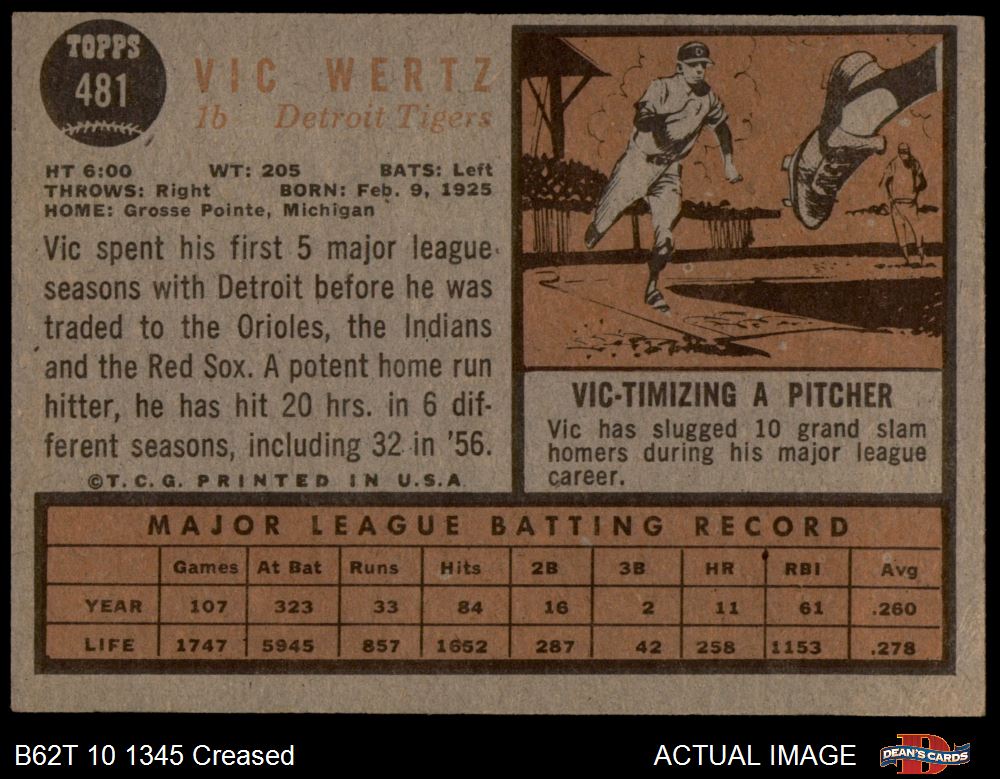 TOPPS
481
VIC WERTZ
1b Detroit Tigers
HT 6:00 WT: 205 BATS: Left
THROWS: Right BORN: Feb. 9, 1925
HOME: Grosse Pointe, Michigan
Vic spent his first 5 major league
seasons with Detroit before he was
traded to the Orioles, the Indians
and the Red Sox. A potent home run
hitter, he has hit 20 hrs. in 6 dif-
ferent seasons, including 32 in '56.
©T.C.G. PRINTED IN U.S.A.
VIC-TIMIZING A PITCHER
Vic has slugged 10 grand slam
homers during his major league
career.
MAJOR LEAGUE BATTING RECORD
Games At Bat Runs Hits 2B 3B HR RBI Avg
YEAR 107 323 33 84 16 2 11 61 .260
LIFE 1747 5945 857 1652 287 42 258 1153 .278
B62T 10 1345 Creased ACTUAL IMAGE
DEAN'S CARDS